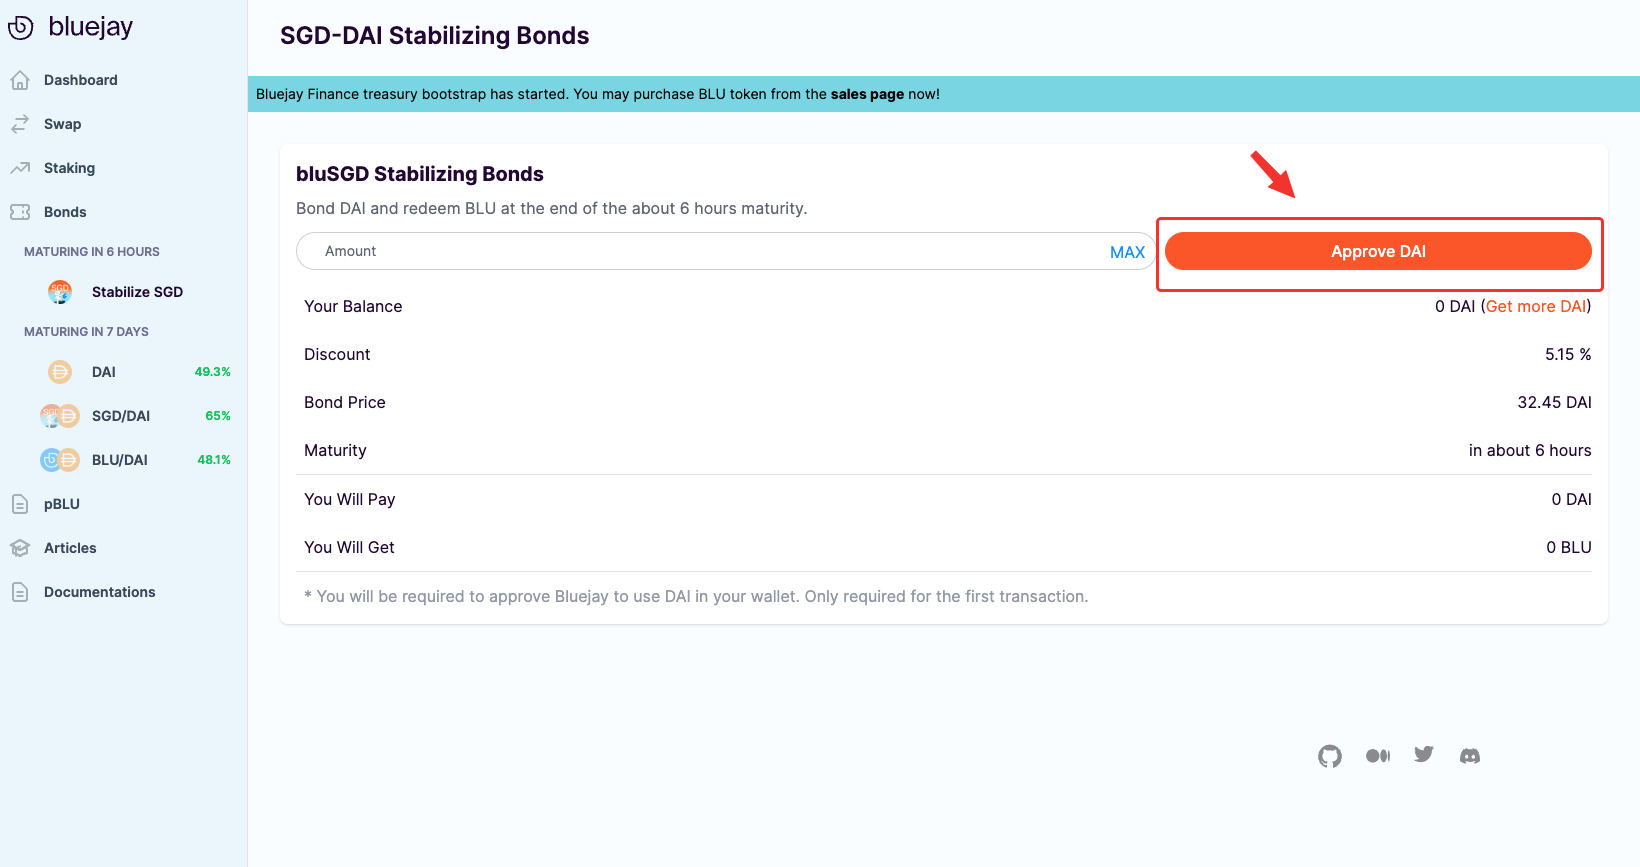 bluejay
Dashboard
Swap
Staking
Bonds
MATURING IN 6 HOURS
SGD
Stabilize SGD
MATURING IN 7 DAYS
DAI 49.3%
SGD/DAI 65%
BLU/DAI 48.1%
pBLU
Articles
Documentations
SGD-DAI Stabilizing Bonds
Bluejay Finance treasury bootstrap has started. You may purchase BLU token from the sales page now!
bluSGD Stabilizing Bonds
Bond DAI and redeem BLU at the end of the about 6 hours maturity.
Amount MAX Approve DAI
Your Balance 0 DAI (Get more DAI)
Discount 5.15 %
Bond Price 32.45 DAI
Maturity in about 6 hours
You Will Pay 0 DAI
You Will Get 0 BLU
* You will be required to approve Bluejay to use DAI in your wallet. Only required for the first transaction.